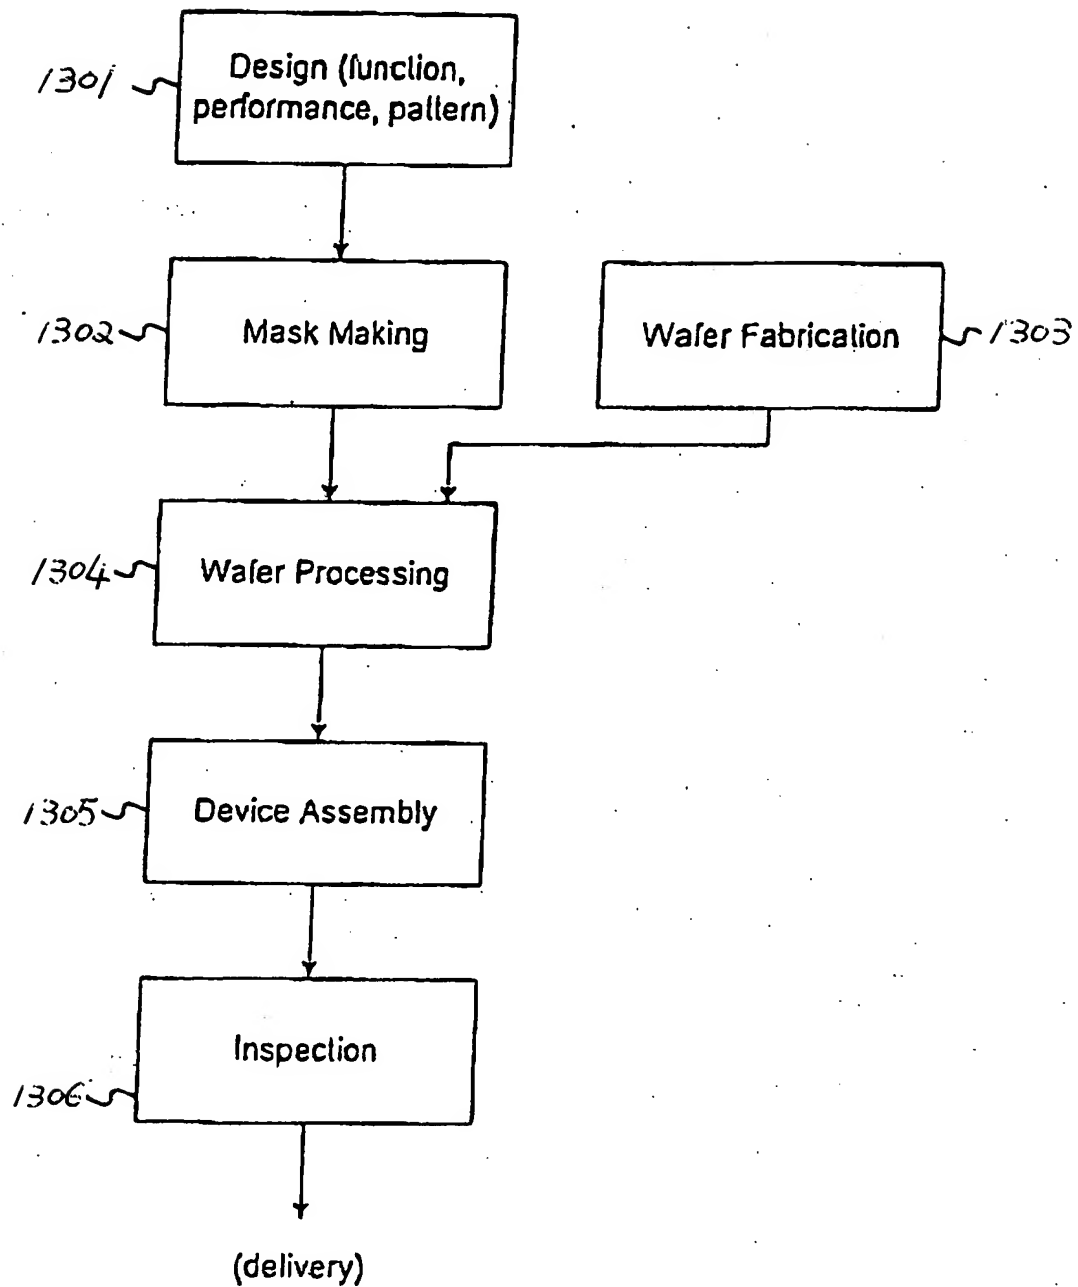 Design (function,
performance, pattern)
1301
Mask Making
1302
Wafer Fabrication
1303
Wafer Processing
1304
Device Assembly
1305
Inspection
1306
(delivery)